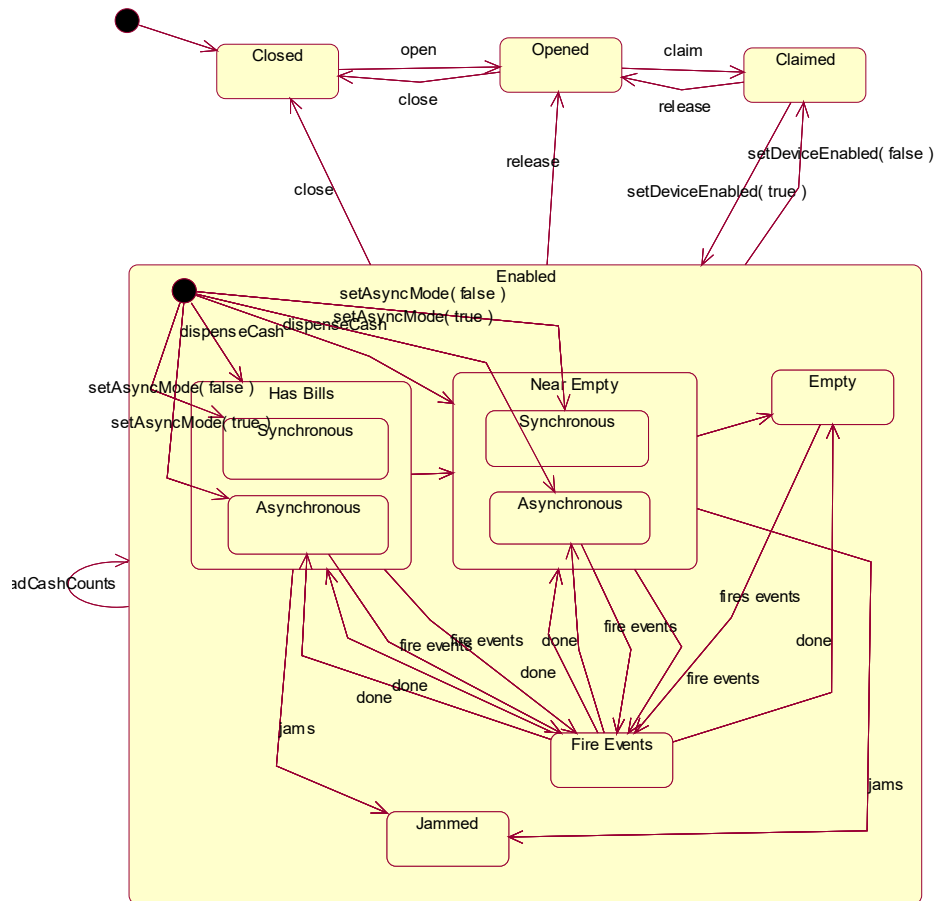 Closed
open
close
Opened
claim
release
Claimed
close
release
setDeviceEnabled( false )
setDeviceEnabled( true )
Enabled
setAsyncMode( false )
setAsyncMode( true )
dispenseCash
dispenseCash
setAsyncMode( false )
setAsyncMode( true )
Has Bills
Synchronous
Asynchronous
Near Empty
Synchronous
Asynchronous
Empty
adCashCounts
fire events
fire events
done
done
done
done
fire events
fires events
fire events
done
Fire Events
jams
jams
Jammed